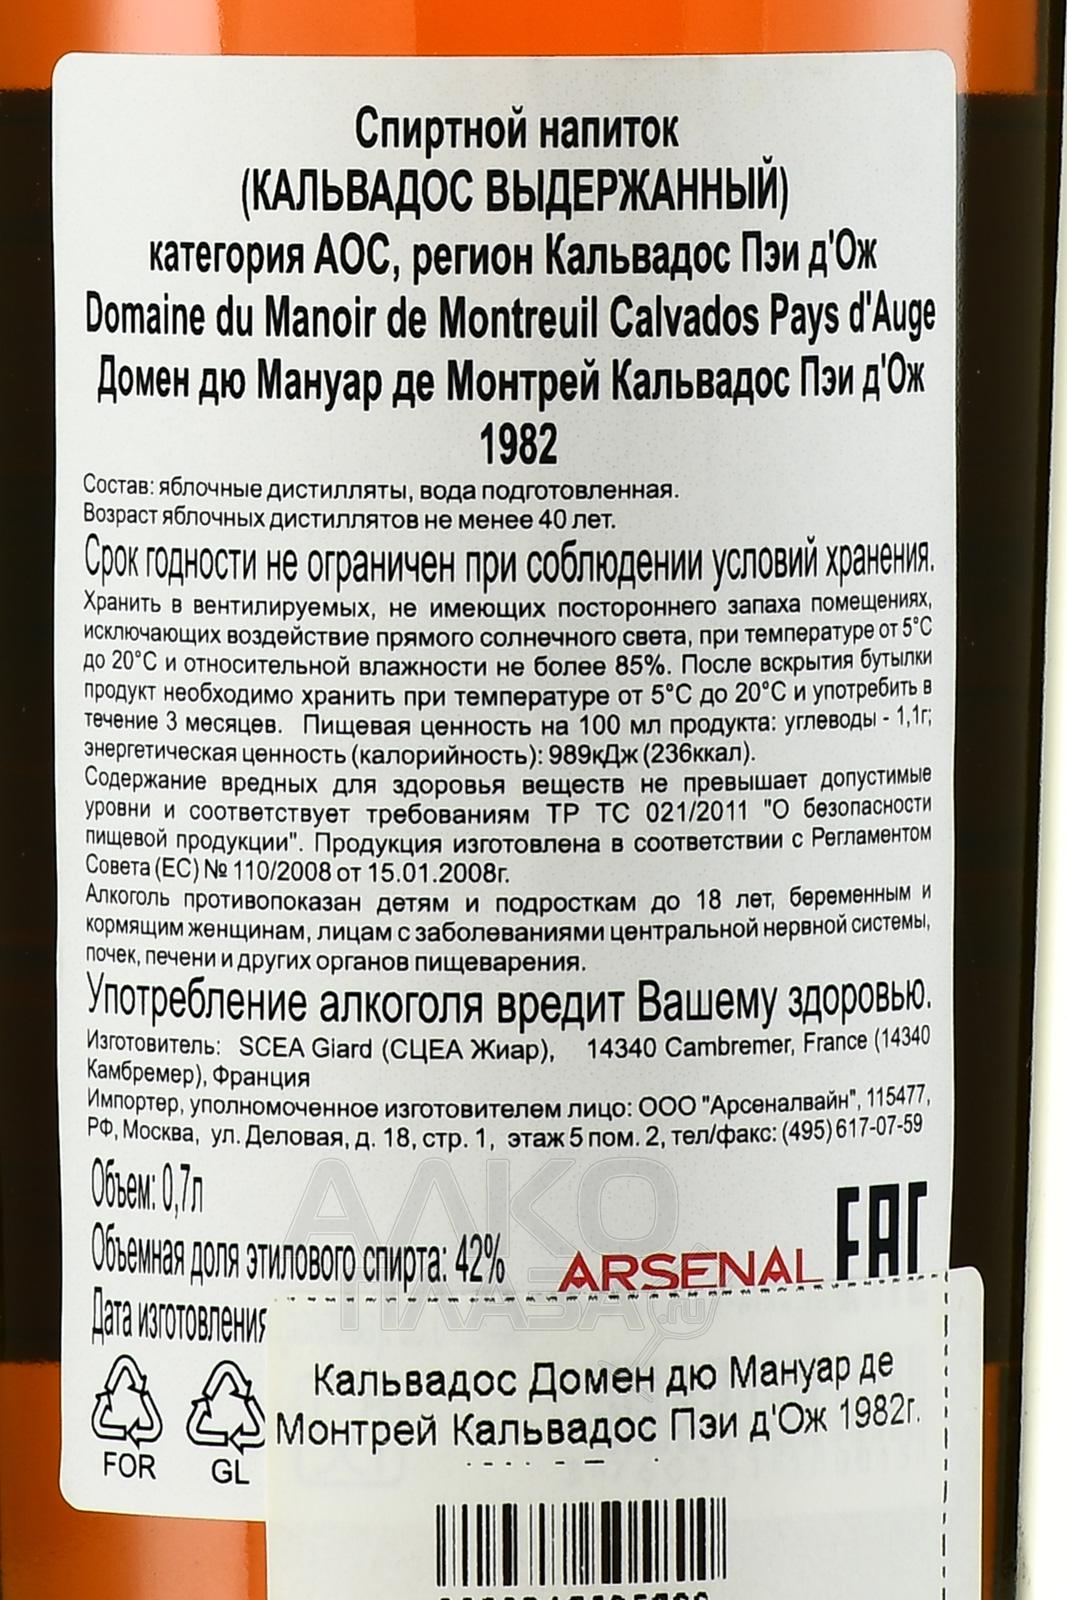 Спиртной напиток
(КАЛЬВАДОС ВЫДЕРЖАННЫЙ)
категория АОС, регион Кальвадос Пэи д'Ож
Domaine du Manoir de Montreuil Calvados Pays d'Auge
Домен дю Мануар де Монтрей Кальвадос Пэи д'Ож
1982
Состав: яблочные дистилляты, вода подготовленная.
Возраст яблочных дистиллятов не менее 40 лет.
Срок годности не ограничен при соблюдении условий хранения.
Хранить в вентилируемых, не имеющих постороннего запаха помещениях,
исключающих воздействие прямого солнечного света, при температуре от 5°С
до 20°С и относительной влажности не более 85%. После вскрытия бутылки
продукт необходимо хранить при температуре от 5°С до 20°С и употребить в
течение 3 месяцев. Пищевая ценность на 100 мл продукта: углеводы - 1,1г;
энергетическая ценность (калорийность): 989кДж (236ккал).
Содержание вредных для здоровья веществ не превышает допустимые
уровни и соответствует требованиям ТР ТС 021/2011 "О безопасности
пищевой продукции". Продукция изготовлена в соответствии с Регламентом
Совета (ЕС) № 110/2008 от 15.01.2008г.
Алкоголь противопоказан детям и подросткам до 18 лет, беременным и
кормящим женщинам, лицам с заболеваниями центральной нервной системы,
почек, печени и других органов пищеварения.
Употребление алкоголя вредит Вашему здоровью.
Изготовитель: SCEA Giard (СЦЕА Жиар), 14340 Cambremer, France (14340
Камбремер), Франция
Импортер, уполномоченное изготовителем лицо: ООО "Арсеналвайн", 115477,
РФ, Москва, ул. Деловая, д. 18, стр. 1, этаж 5 пом. 2, тел/факс: (495) 617-07-59
Объем: 0,7л
Объемная доля этилового спирта: 42%
ARSENAL ЕАС
Дата изготовления
АЛКО
ПЛАЗА.ru
FOR
GL
Кальвадос Домен дю Мануар де
Монтрей Кальвадос Пэи д'Ож 1982г.